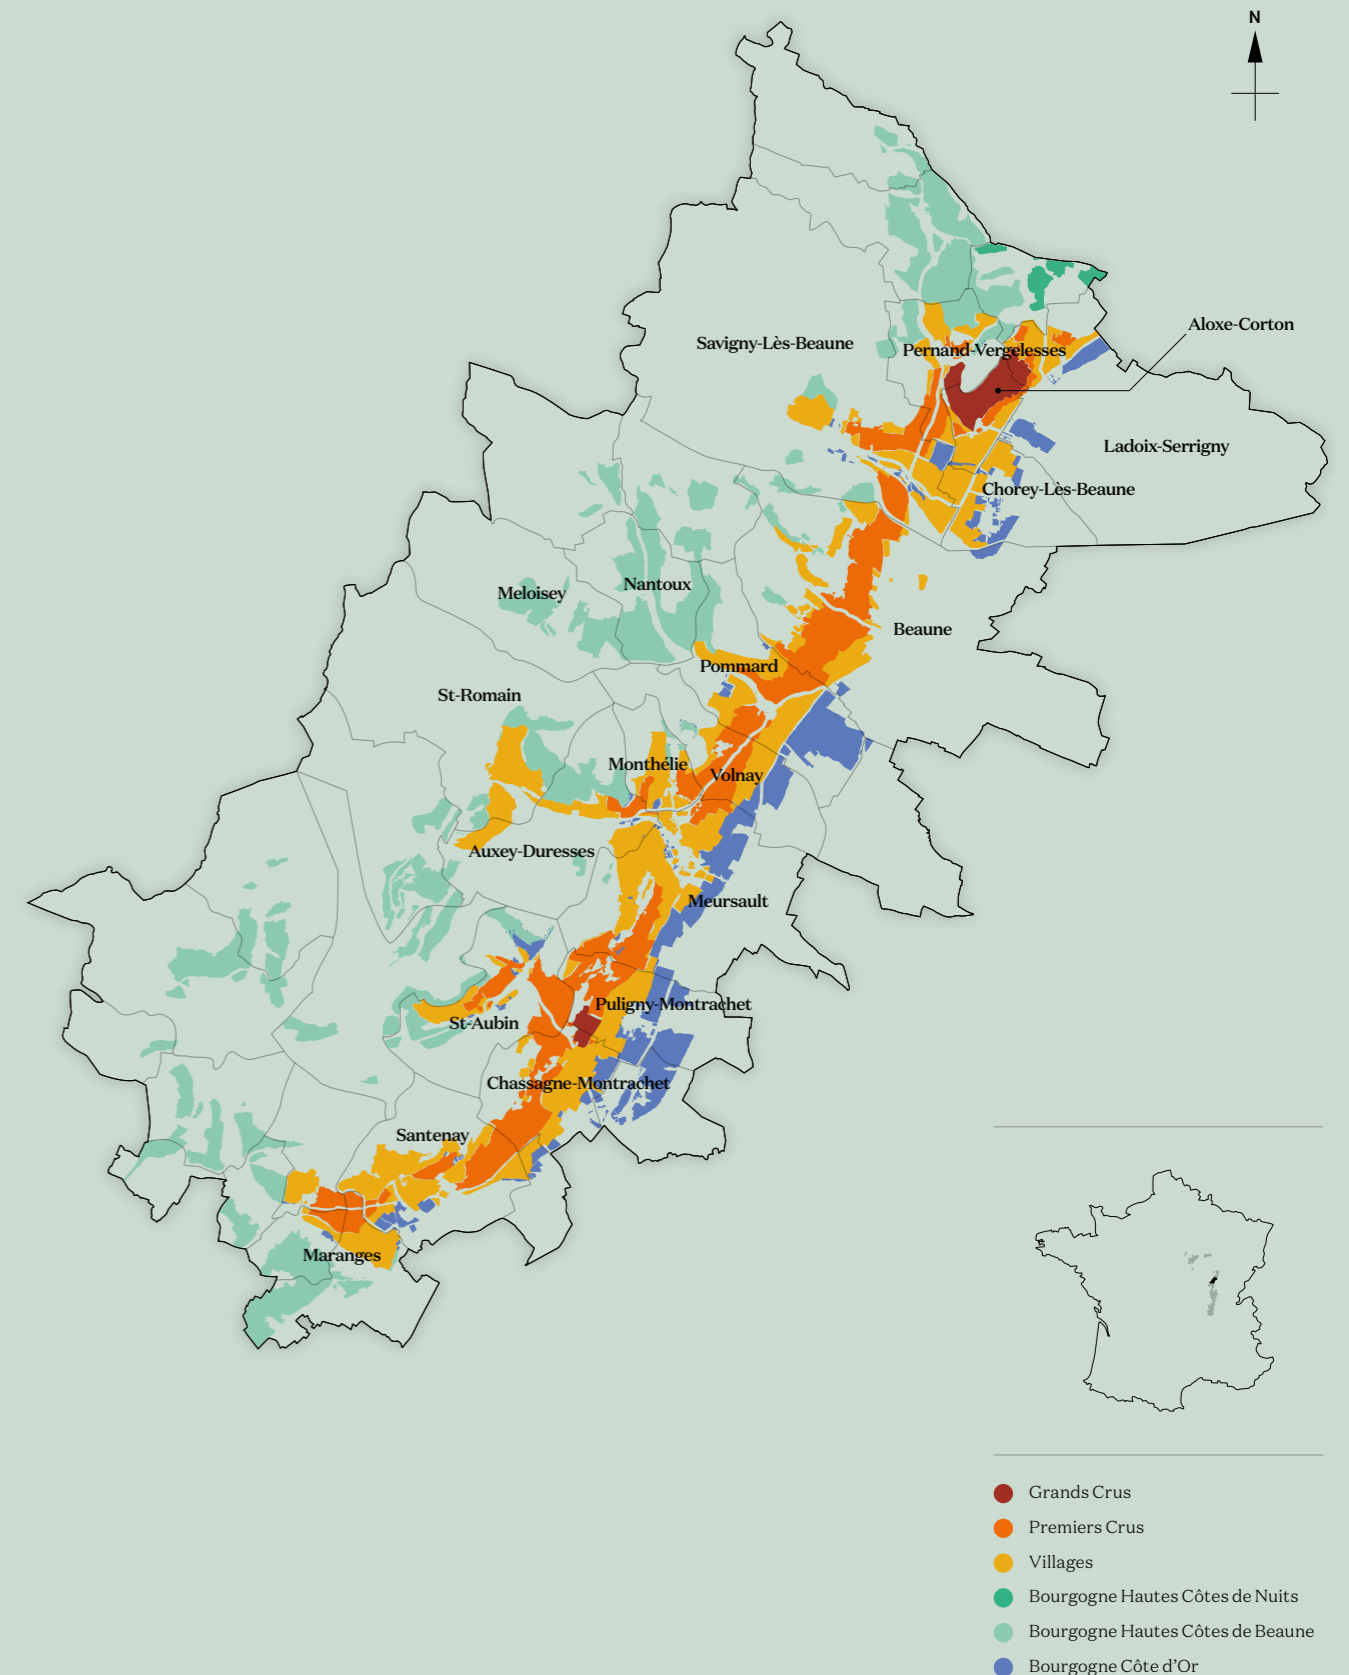 N
Aloxe-Corton
Savigny-Lès-Beaune
Pernand-Vergelesses
Ladoix-Serrigny
Chorey-Lès-Beaune
Meloisey
Nantoux
Beaune
Pommard
St-Romain
Monthélie
Volnay
Auxey-Duresses
Meursault
Puligny-Montrachet
St-Aubin
Chassagne-Montrachet
Santenay
Maranges
Grands Crus
Premiers Crus
Villages
Bourgogne Hautes Côtes de Nuits
Bourgogne Hautes Côtes de Beaune
Bourgogne Côte d'Or